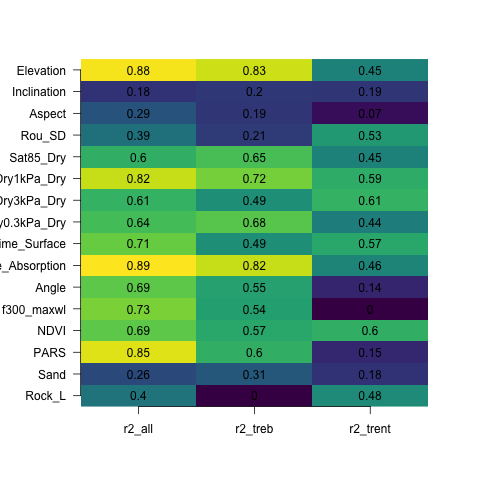 Elevation 0.88 0.83 0.45
Inclination 0.18 0.2 0.19
Aspect 0.29 0.19 0.07
Rou_SD 0.39 0.21 0.53
Sat85_Dry 0.6 0.65 0.45
Dry1kPa_Dry 0.82 0.72 0.59
Dry3kPa_Dry 0.61 0.49 0.61
y0.3kPa_Dry 0.64 0.68 0.44
ime_Surface 0.71 0.49 0.57
e_Absorption 0.89 0.82 0.46
Angle 0.69 0.55 0.14
f300_maxwl 0.73 0.54 0
NDVI 0.69 0.57 0.6
PARS 0.85 0.6 0.15
Sand 0.26 0.31 0.18
Rock_L 0.4 0 0.48
r2_all r2_treb r2_trent